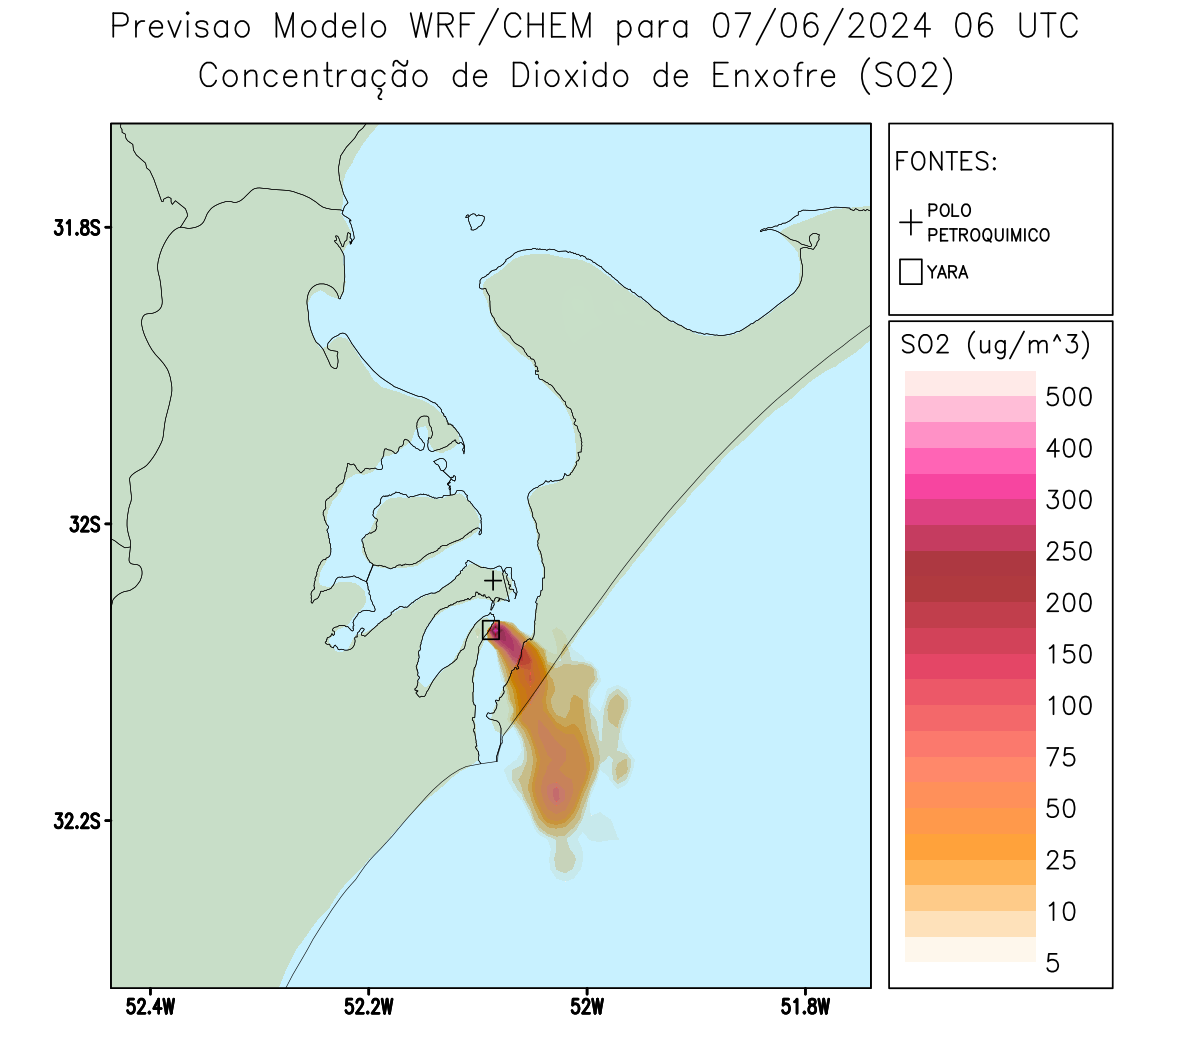 Previsao Modelo WRF/CHEM para 07/06/2024 06 UTC
Concentração de Dioxido de Enxofre (SO2)
FONTES:
POLO
PETROQUIMICO
YARA
SO2 (ug/m^3)
500
400
300
250
200
150
100
75
50
25
10
5
31.8S
32S
32.2S
52.4W
52.2W
52W
51.8W